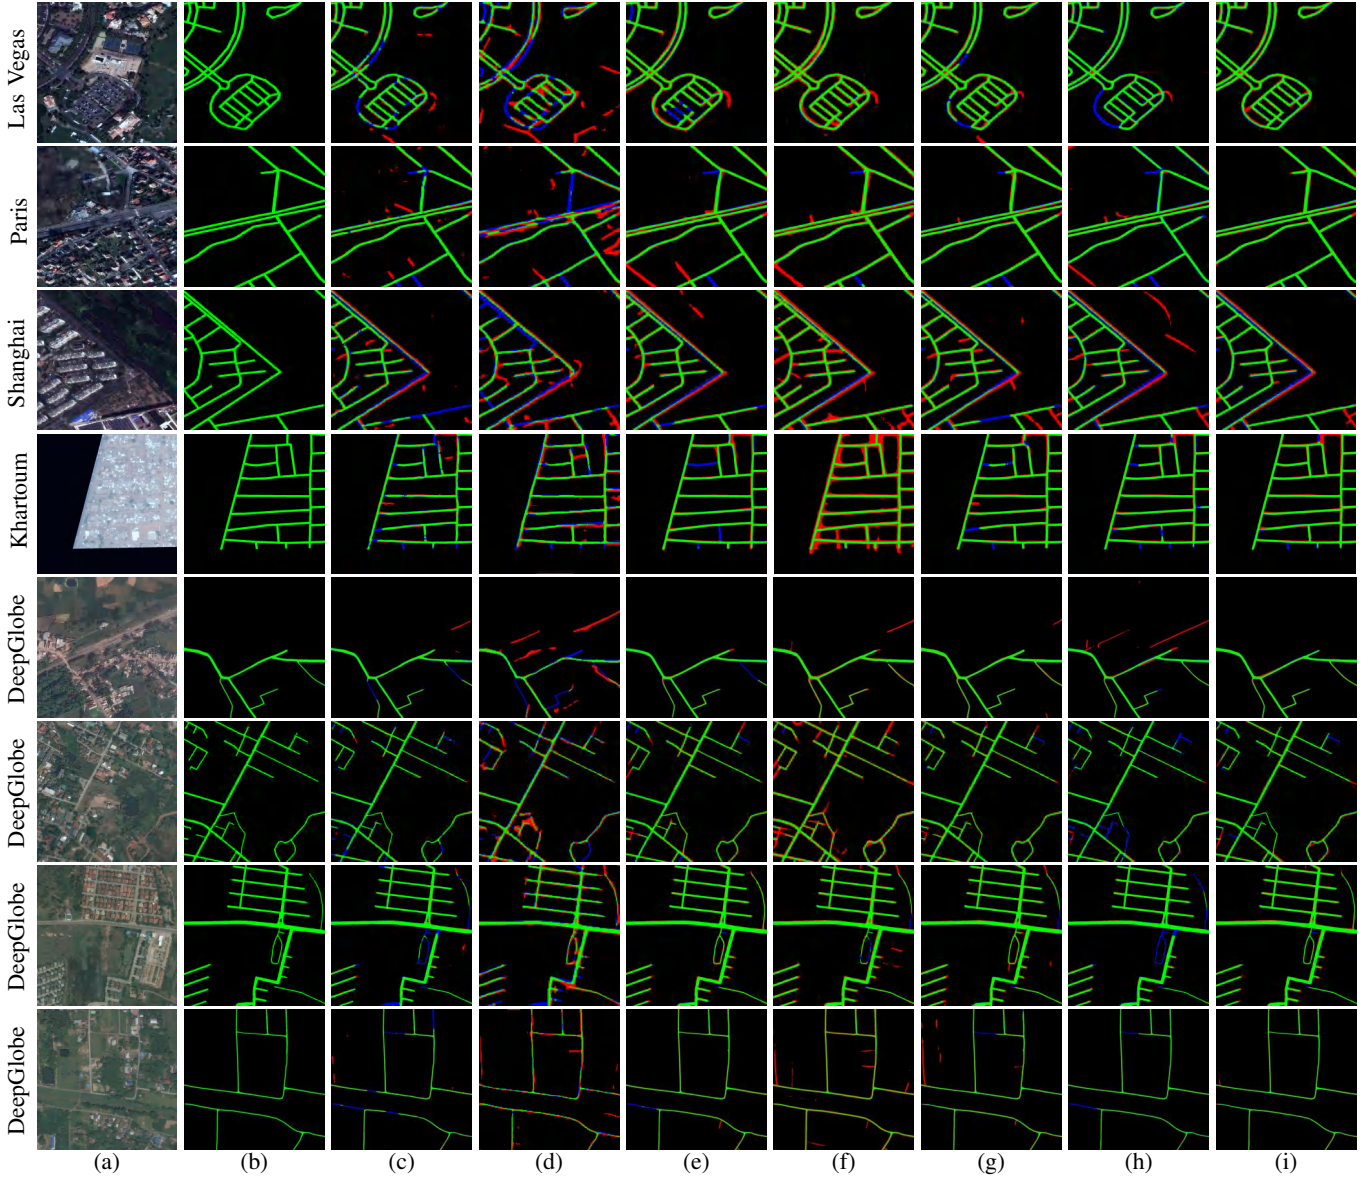 Las Vegas
Paris
Shanghai
Khartoum
DeepGlobe
DeepGlobe
DeepGlobe
DeepGlobe
(a) (b) (c) (d) (e) (f) (g) (h) (i)